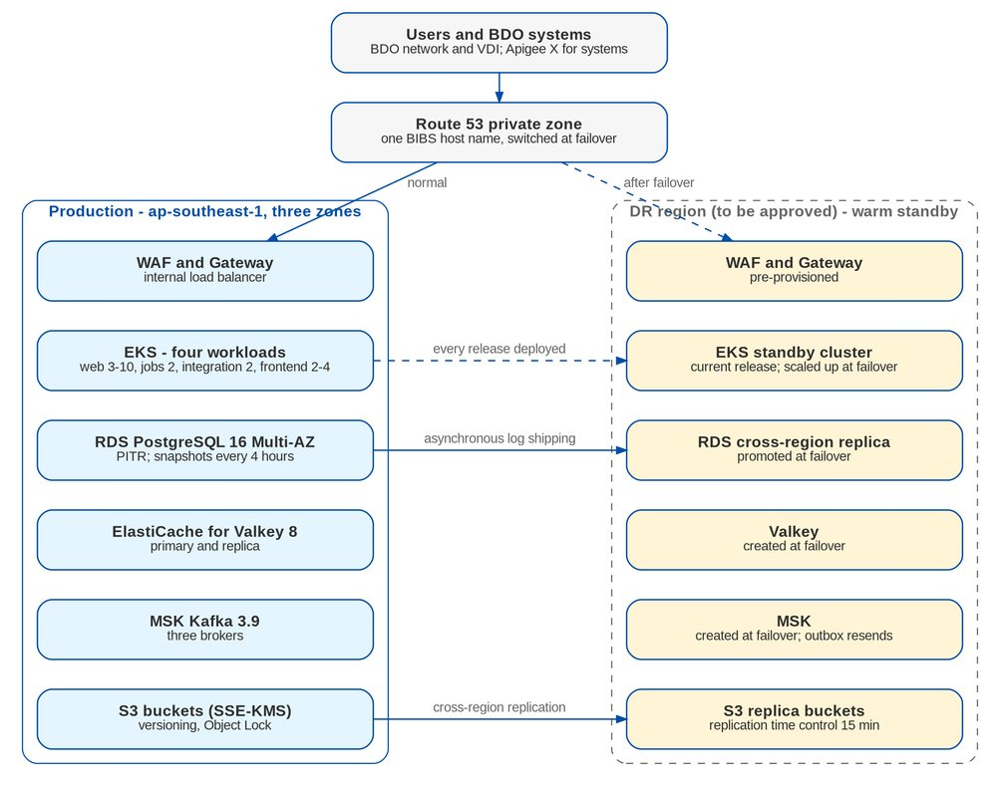 Users and BDO systems
BDO network and VDI; Apigee X for systems
Route 53 private zone
one BIBS host name, switched at failover
normal
after failover
Production - ap-southeast-1, three zones
DR region (to be approved) - warm standby
WAF and Gateway
internal load balancer
WAF and Gateway
pre-provisioned
EKS - four workloads
web 3-10, jobs 2, integration 2, frontend 2-4
every release deployed
EKS standby cluster
current release; scaled up at failover
RDS PostgreSQL 16 Multi-AZ
PITR; snapshots every 4 hours
asynchronous log shipping
RDS cross-region replica
promoted at failover
ElastiCache for Valkey 8
primary and replica
Valkey
created at failover
MSK Kafka 3.9
three brokers
MSK
created at failover; outbox resends
S3 buckets (SSE-KMS)
versioning, Object Lock
cross-region replication
S3 replica buckets
replication time control 15 min